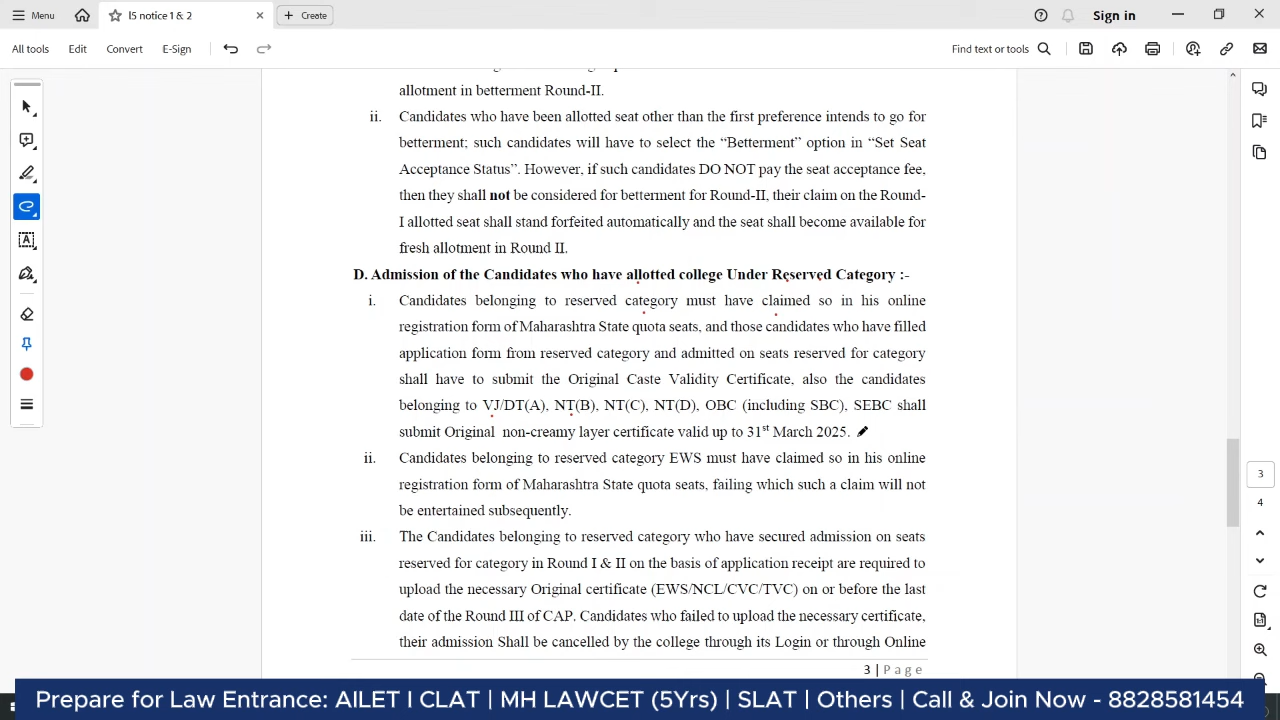 Menu
l5 notice 1 & 2
Create
Sign in
All tools
Edit
Convert
E-Sign
Find text or tools
allotment in betterment Round-II.
ii. Candidates who have been allotted seat other than the first preference intends to go for
betterment; such candidates will have to select the “Betterment” option in “Set Seat
Acceptance Status”. However, if such candidates DO NOT pay the seat acceptance fee,
then they shall not be considered for betterment for Round-II, their claim on the Round-
I allotted seat shall stand forfeited automatically and the seat shall become available for
fresh allotment in Round II.
D. Admission of the Candidates who have allotted college Under Reserved Category :-
i. Candidates belonging to reserved category must have claimed so in his online
registration form of Maharashtra State quota seats, and those candidates who have filled
application form from reserved category and admitted on seats reserved for category
shall have to submit the Original Caste Validity Certificate, also the candidates
belonging to VJ/DT(A), NT(B), NT(C), NT(D), OBC (including SBC), SEBC shall
submit Original non-creamy layer certificate valid up to 31st March 2025.
ii. Candidates belonging to reserved category EWS must have claimed so in his online
registration form of Maharashtra State quota seats, failing which such a claim will not
be entertained subsequently.
iii. The Candidates belonging to reserved category who have secured admission on seats
reserved for category in Round I & II on the basis of application receipt are required to
upload the necessary Original certificate (EWS/NCL/CVC/TVC) on or before the last
date of the Round III of CAP. Candidates who failed to upload the necessary certificate,
their admission Shall be cancelled by the college through its Login or through Online
3 | Page
3
4
Prepare for Law Entrance: AILET I CLAT | MH LAWCET (5Yrs) | SLAT | Others | Call & Join Now - 8828581454